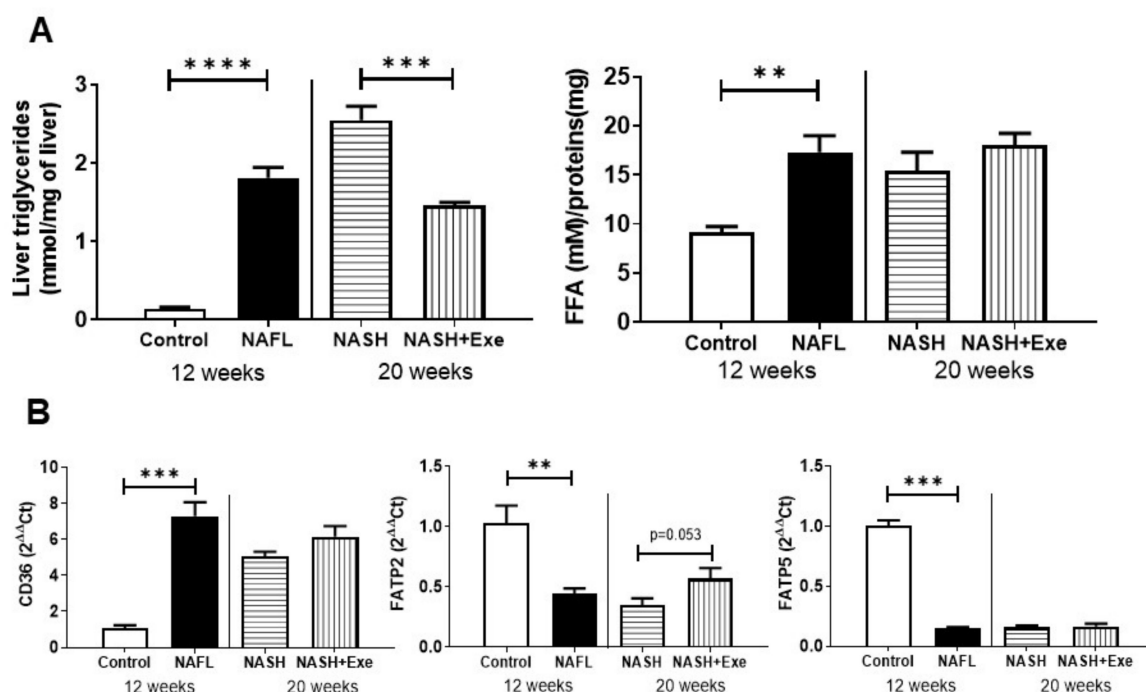 A
Liver triglycerides
(mmol/mg of liver)
3
2
1
0
****
***
Control
NAFL
NASH
NASH+Exe
12 weeks
20 weeks
FFA (mM)/proteins(mg)
25
20
15
10
5
0
**
Control
NAFL
NASH
NASH+Exe
12 weeks
20 weeks
B
CD36 (2^ΔΔCt)
10
8
6
4
2
0
***
Control
NAFL
NASH
NASH+Exe
12 weeks
20 weeks
FATP2 (2^ΔΔCt)
1.5
1.0
0.5
0.0
**
p=0.053
Control
NAFL
NASH
NASH+Exe
12 weeks
20 weeks
FATP5 (2^ΔΔCt)
1.5
1.0
0.5
0.0
***
Control
NAFL
NASH
NASH+Exe
12 weeks
20 weeks